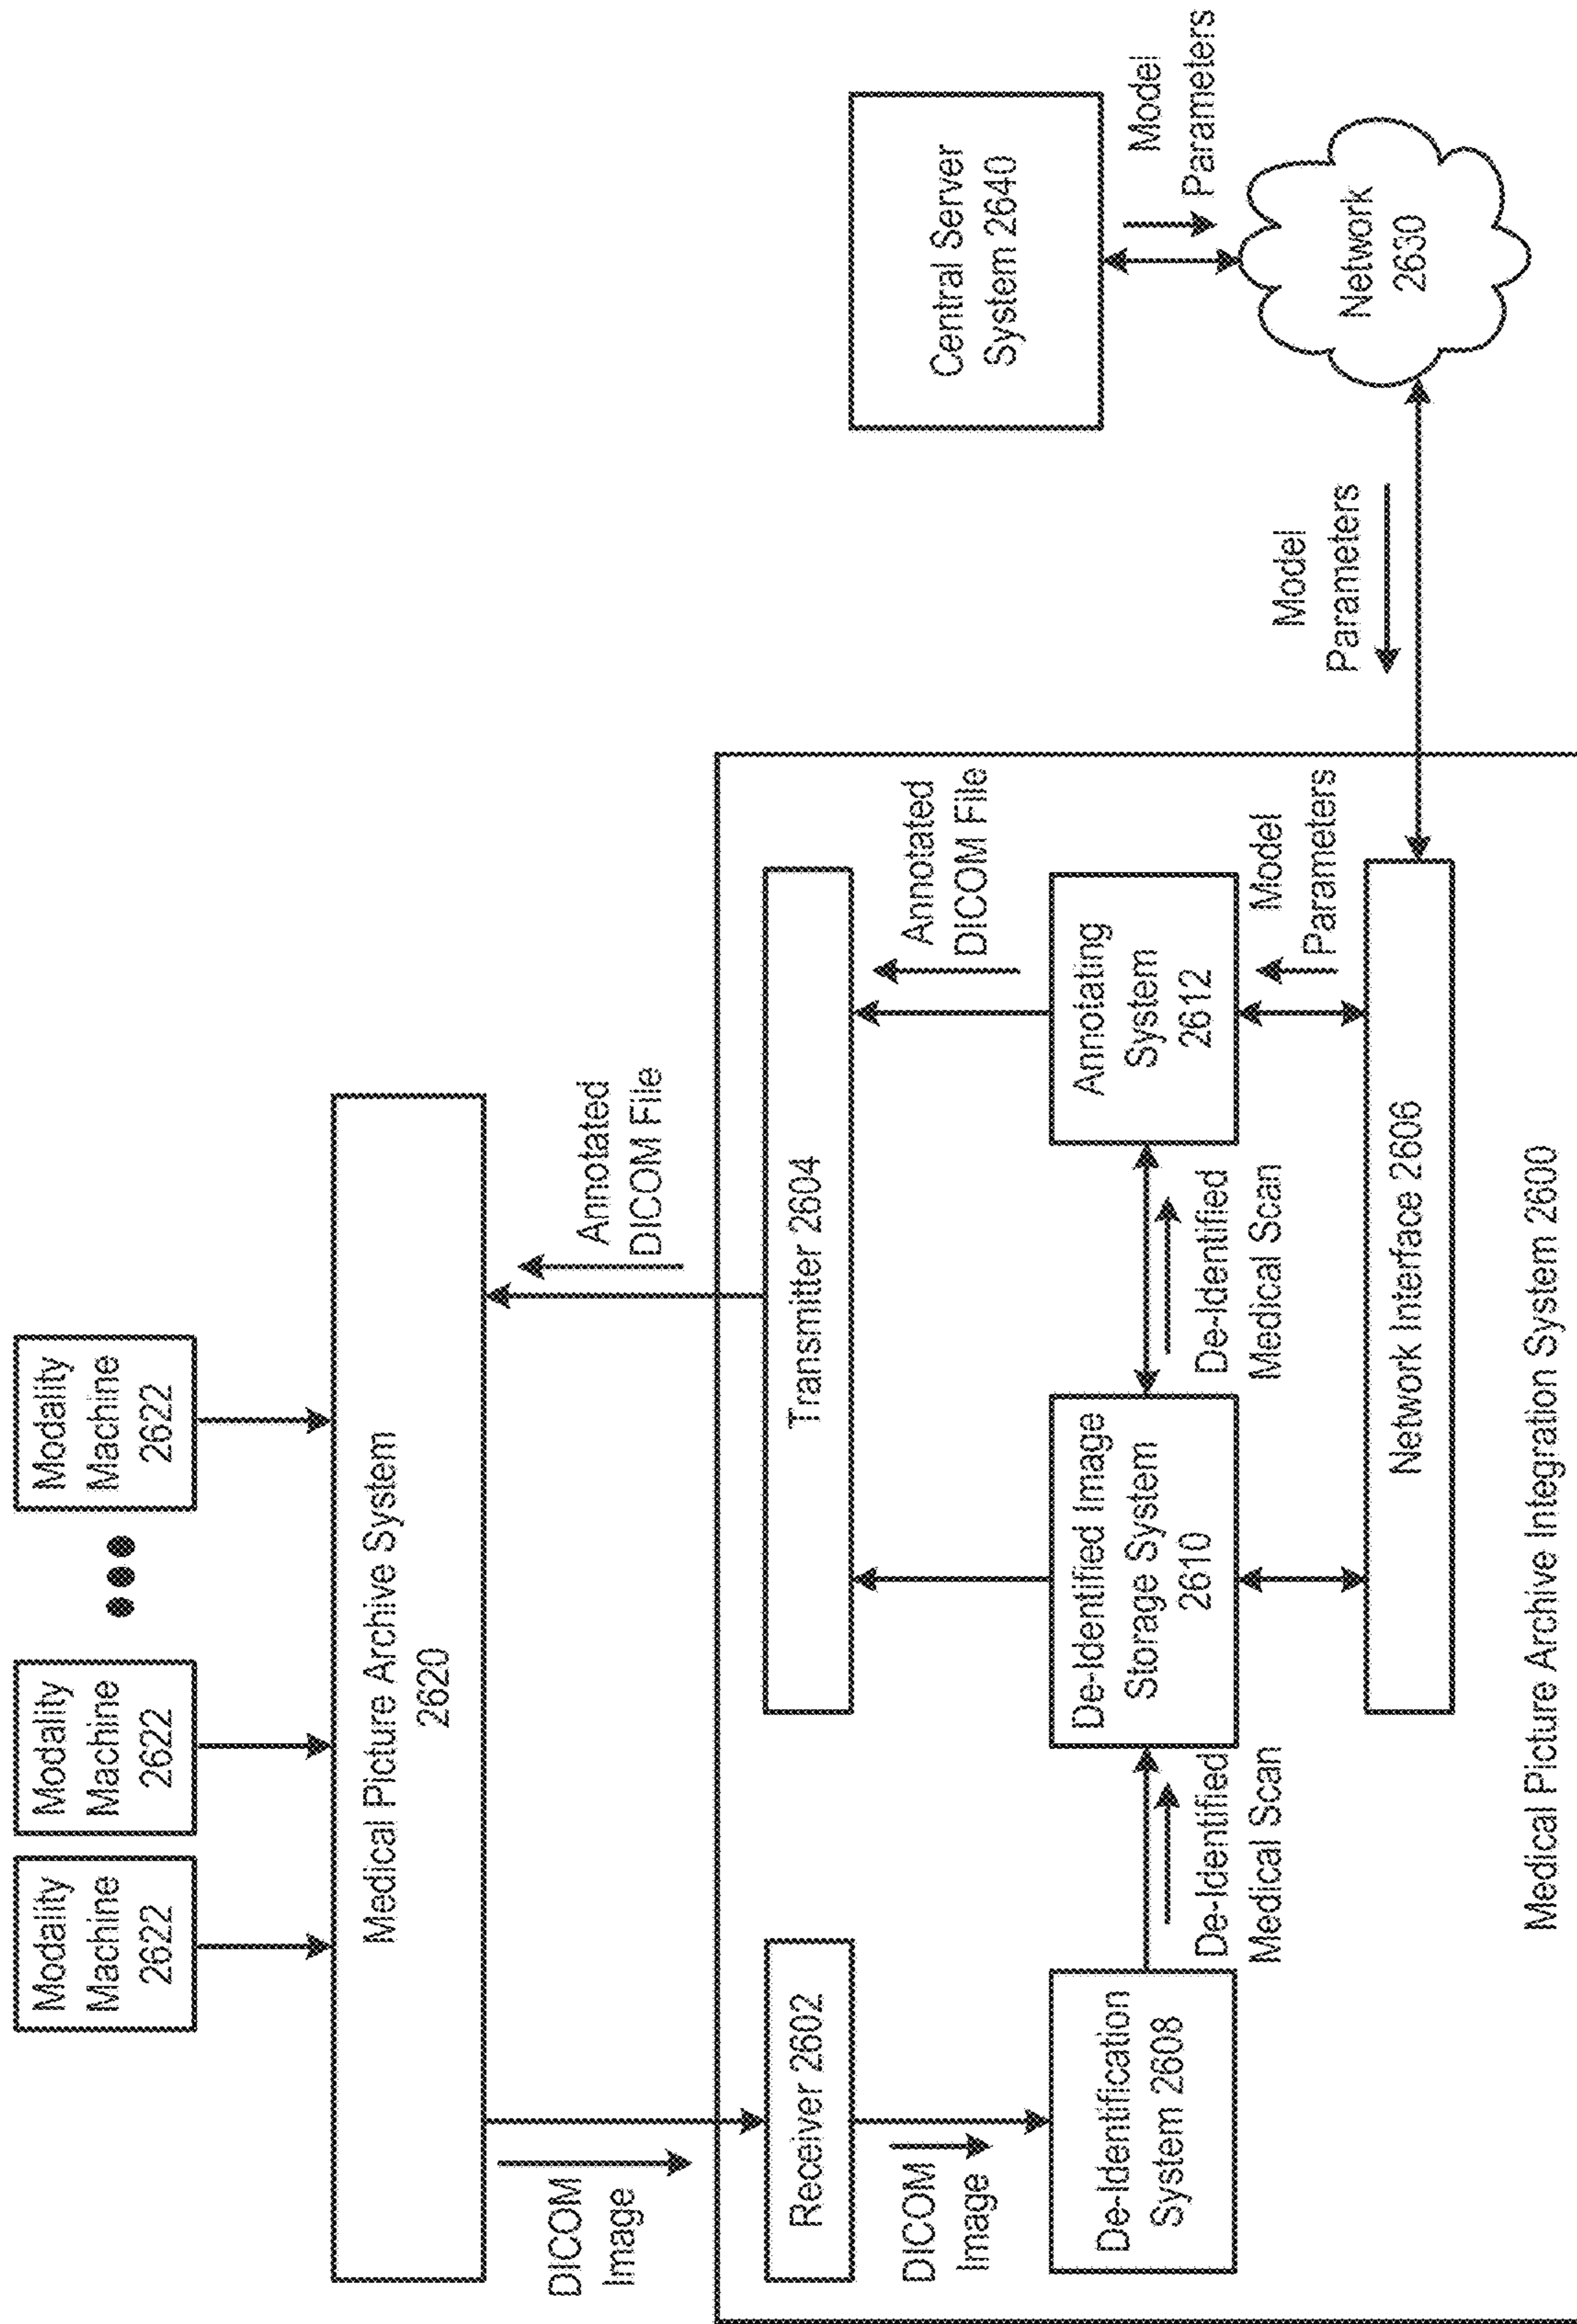 Modality
Machine
2622
Modality
Machine
2622
Modality
Machine
2622
Medical Picture Archive System
2620
DICOM
Image
Annotated
DICOM File
Receiver 2602
Transmitter 2604
DICOM
Image
Annotated
DICOM File
De-Identification
System 2608
De-Identified
Medical Scan
De-Identified Image
Storage System
2610
De-Identified
Medical Scan
Annotating
System
2612
Model
Parameters
Network Interface 2606
Medical Picture Archive Integration System 2600
Model
Parameters
Central Server
System 2640
Model
Parameters
Network
2630